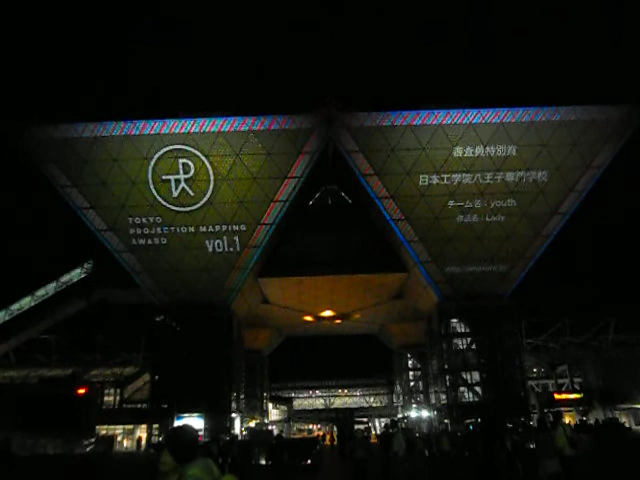 TOKYO
PROJECTION MAPPING
AWARD vol.1
審査員特別賞
日本工学院八王子専門学校
チーム名：youth
作品名：Lady